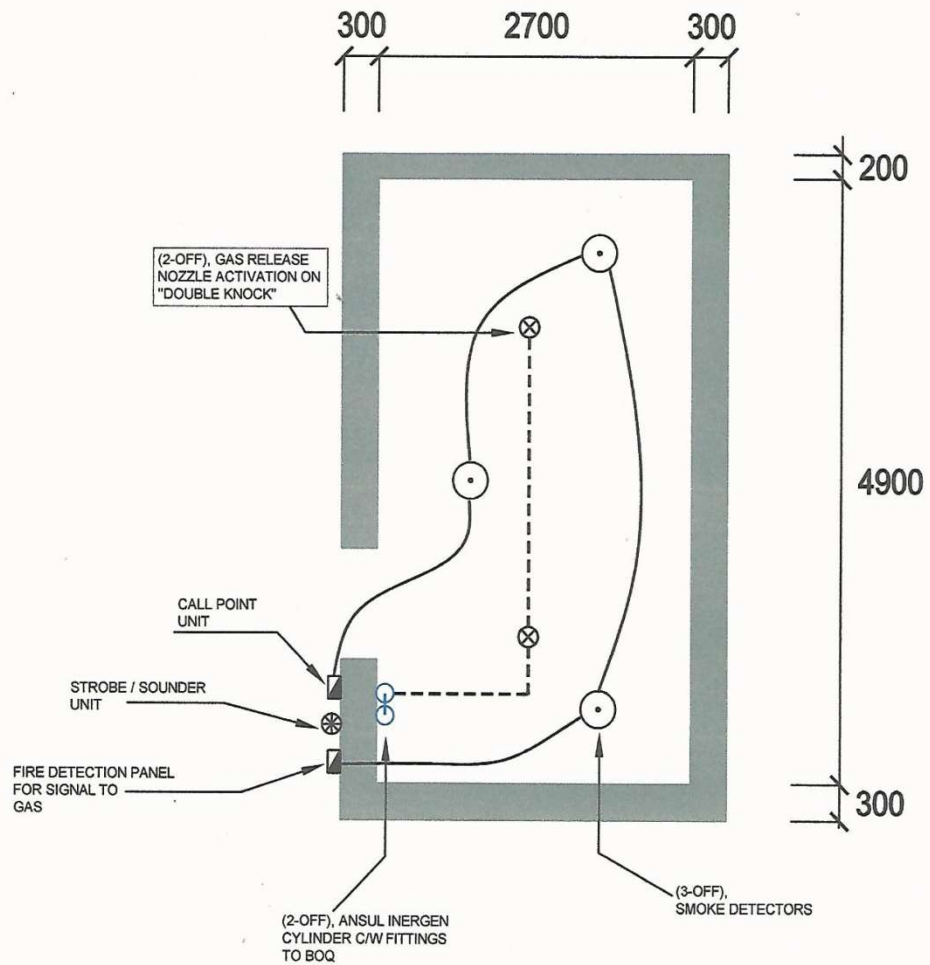 300 2700 300
200
(2-OFF), GAS RELEASE
NOZZLE ACTIVATION ON
"DOUBLE KNOCK"
4900
CALL POINT
UNIT
STROBE / SOUNDER
UNIT
FIRE DETECTION PANEL
FOR SIGNAL TO
GAS
300
(2-OFF), ANSUL INERGEN
CYLINDER C/W FITTINGS
TO BOQ
(3-OFF),
SMOKE DETECTORS